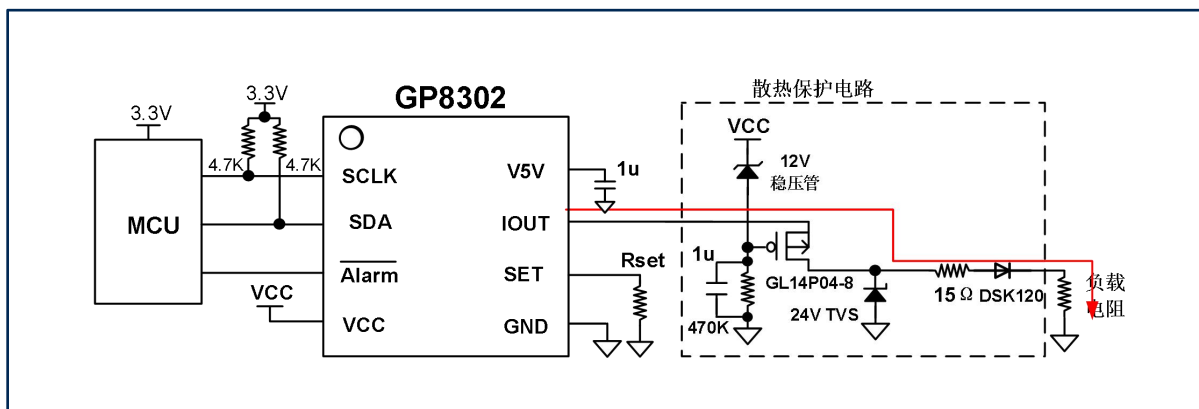 散热保护电路
GP8302
3.3V
3.3V
VCC
4.7K
4.7K
SCLK
V5V
1u
12V
稳压管
MCU
SDA
IOUT
Alarm
SET
Rset
1u
GL14P04-8
VCC
VCC
GND
470K
24V TVS
15Ω DSK120
负载
电阻